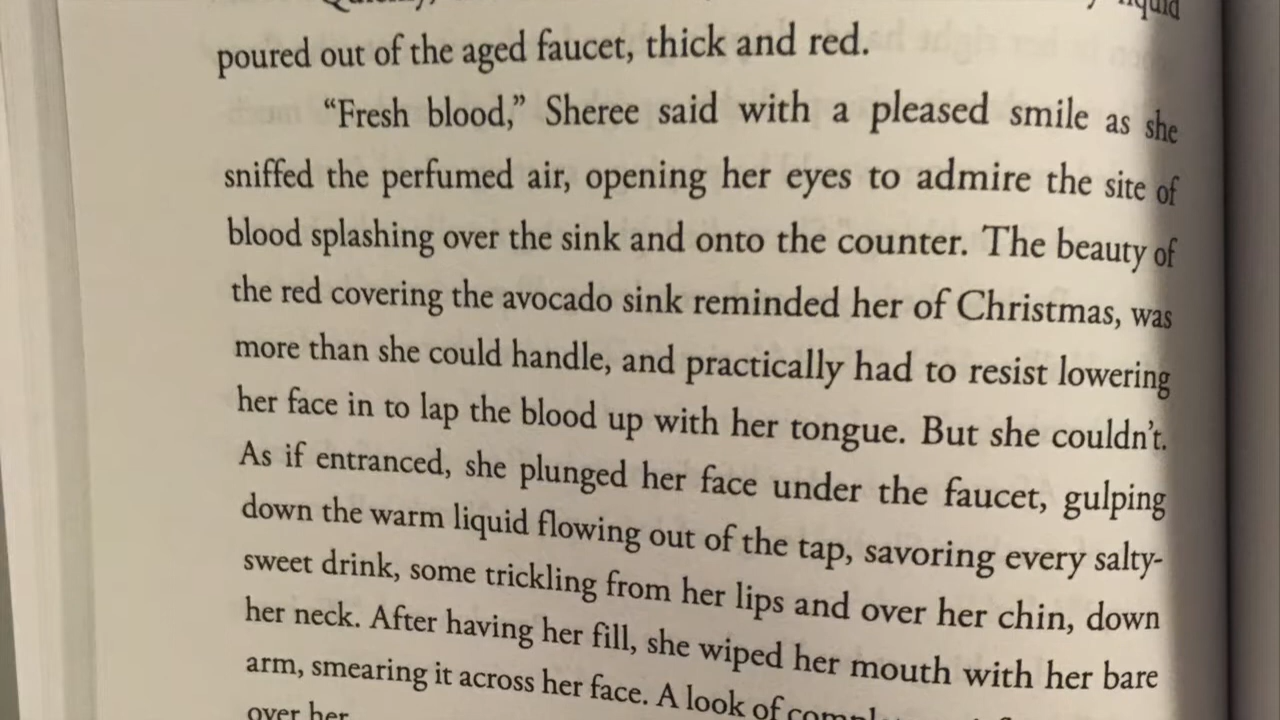 liquid
poured out of the aged faucet, thick and red.
“Fresh blood,” Sheree said with a pleased smile as she
sniffed the perfumed air, opening her eyes to admire the site of
blood splashing over the sink and onto the counter. The beauty of
the red covering the avocado sink reminded her of Christmas, was
more than she could handle, and practically had to resist lowering
her face in to lap the blood up with her tongue. But she couldn’t.
As if entranced, she plunged her face under the faucet, gulping
down the warm liquid flowing out of the tap, savoring every salty-
sweet drink, some trickling from her lips and over her chin, down
her neck. After having her fill, she wiped her mouth with her bare
arm, smearing it across her face. A look of
over her